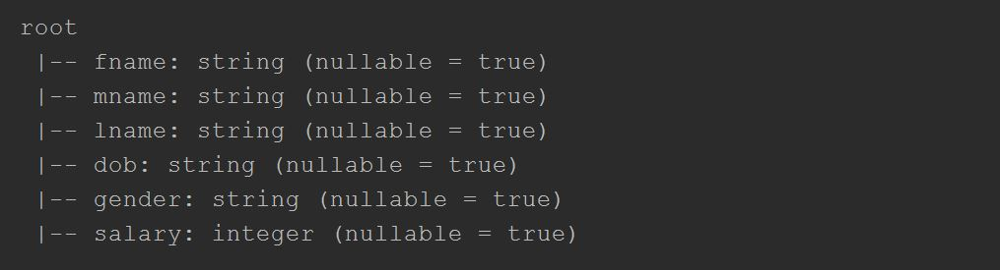 root
 |-- fname: string (nullable = true)
 |-- mname: string (nullable = true)
 |-- lname: string (nullable = true)
 |-- dob: string (nullable = true)
 |-- gender: string (nullable = true)
 |-- salary: integer (nullable = true)